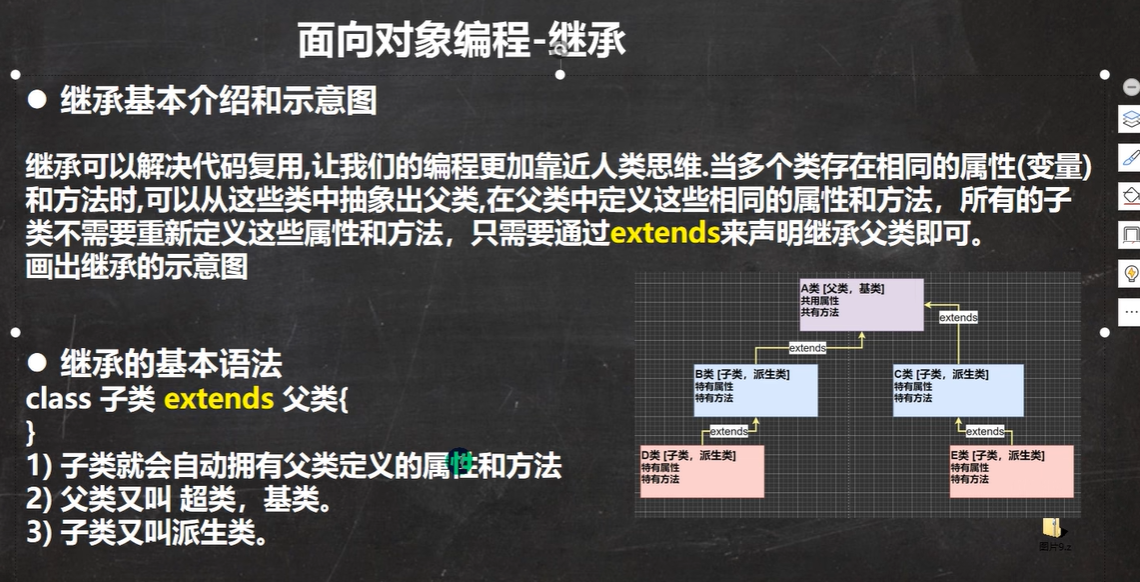 面向对象编程-继承
● 继承基本介绍和示意图
继承可以解决代码复用,让我们的编程更加靠近人类思维.当多个类存在相同的属性(变量)
和方法时,可以从这些类中抽象出父类,在父类中定义这些相同的属性和方法，所有的子
类不需要重新定义这些属性和方法，只需要通过extends来声明继承父类即可。
画出继承的示意图
● 继承的基本语法
class 子类 extends 父类{
}
1) 子类就会自动拥有父类定义的属性和方法
2) 父类又叫 超类，基类。
3) 子类又叫派生类。
A类 [父类，基类]
共用属性
共有方法
extends
extends
B类 [子类，派生类]
特有属性
特有方法
C类 [子类，派生类]
特有属性
特有方法
extends
extends
D类 [子类，派生类]
特有属性
特有方法
E类 [子类，派生类]
特有属性
特有方法
图片9.z